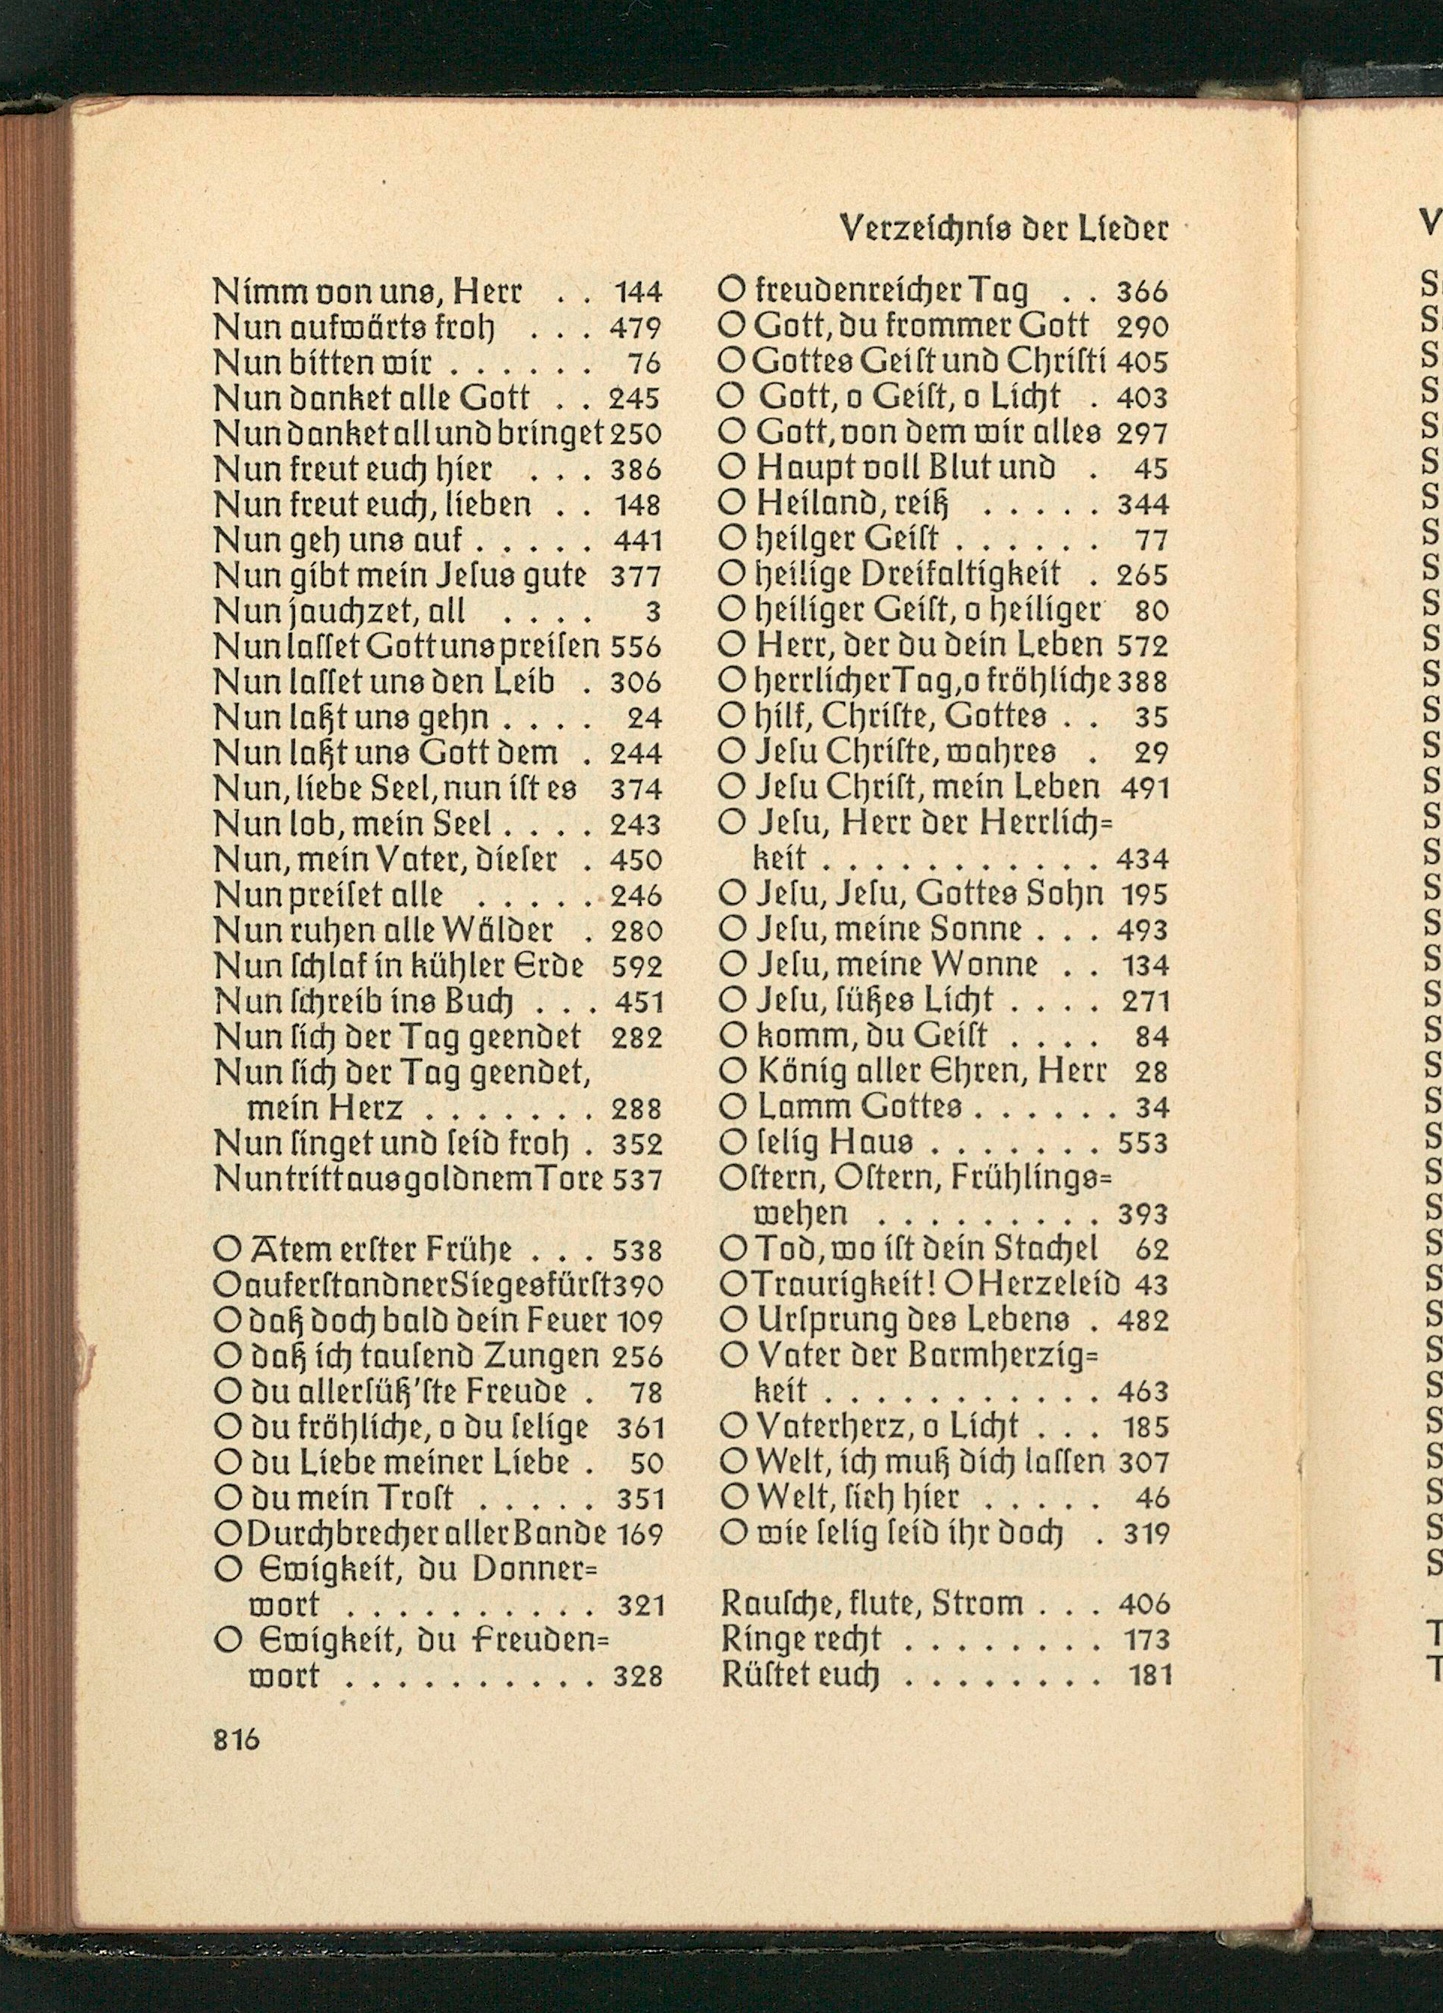 Verzeichnis der Lieder
Nimm von uns, Herr . . 144
Nun aufwärts froh . . . 479
Nun bitten wir . . . . . . 76
Nun danket alle Gott . . 245
Nun danket all und bringet 250
Nun freut euch hier . . . 386
Nun freut euch, lieben . . 148
Nun geh uns auf . . . . . 441
Nun gibt mein Jesus gute 377
Nun jauchzet, all . . . . 3
Nun lasset Gott uns preisen 556
Nun lasset uns den Leib . 306
Nun laßt uns gehn . . . . 24
Nun laßt uns Gott dem . 244
Nun, liebe Seel, nun ist es 374
Nun lob, mein Seel . . . . 243
Nun, mein Vater, dieser . 450
Nun preiset alle . . . . . 246
Nun ruhen alle Wälder . 280
Nun schlaf in kühler Erde 592
Nun schreib ins Buch . . . 451
Nun sich der Tag geendet 282
Nun sich der Tag geendet,
mein Herz . . . . . . . 288
Nun singet und seid froh . 352
Nun tritt aus goldnem Tore 537
O Atem erster Frühe . . . 538
O auferstandner Siegesfürst 390
O daß doch bald dein Feuer 109
O daß ich tausend Zungen 256
O du allersüß'ste Freude . 78
O du fröhliche, o du selige 361
O du Liebe meiner Liebe . 50
O du mein Trost . . . . . 351
O Durchbrecher aller Bande 169
O Ewigkeit, du Donner=
wort . . . . . . . . . . 321
O Ewigkeit, du Freuden=
wort . . . . . . . . . . 328
O freudenreicher Tag . . 366
O Gott, du frommer Gott 290
O Gottes Geist und Christi 405
O Gott, o Geist, o Licht . 403
O Gott, von dem wir alles 297
O Haupt voll Blut und . 45
O Heiland, reiß . . . . . 344
O heilger Geist . . . . . . 77
O heilige Dreifaltigkeit . 265
O heiliger Geist, o heiliger 80
O Herr, der du dein Leben 572
O herrlicher Tag, o fröhliche 388
O hilf, Christe, Gottes . . 35
O Jesu Christe, wahres . 29
O Jesu Christ, mein Leben 491
O Jesu, Herr der Herrlich=
keit . . . . . . . . . . . 434
O Jesu, Jesu, Gottes Sohn 195
O Jesu, meine Sonne . . . 493
O Jesu, meine Wonne . . 134
O Jesu, süßes Licht . . . . 271
O komm, du Geist . . . . 84
O König aller Ehren, Herr 28
O Lamm Gottes . . . . . . 34
O selig Haus . . . . . . . 553
Ostern, Ostern, Frühlings=
wehen . . . . . . . . . 393
O Tod, wo ist dein Stachel 62
O Traurigkeit! O Herzeleid 43
O Ursprung des Lebens . 482
O Vater der Barmherzig=
keit . . . . . . . . . . . 463
O Vaterherz, o Licht . . . 185
O Welt, ich muß dich lassen 307
O Welt, sieh hier . . . . . 46
O wie selig seid ihr doch . 319
Rausche, flute, Strom . . . 406
Ringe recht . . . . . . . . 173
Rüstet euch . . . . . . . . 181
816